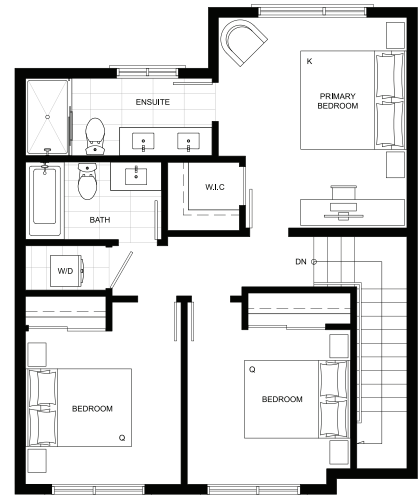 ENSUITE
K
PRIMARY
BEDROOM
W.I.C
BATH
W/D
DN
Q
BEDROOM
BEDROOM
Q